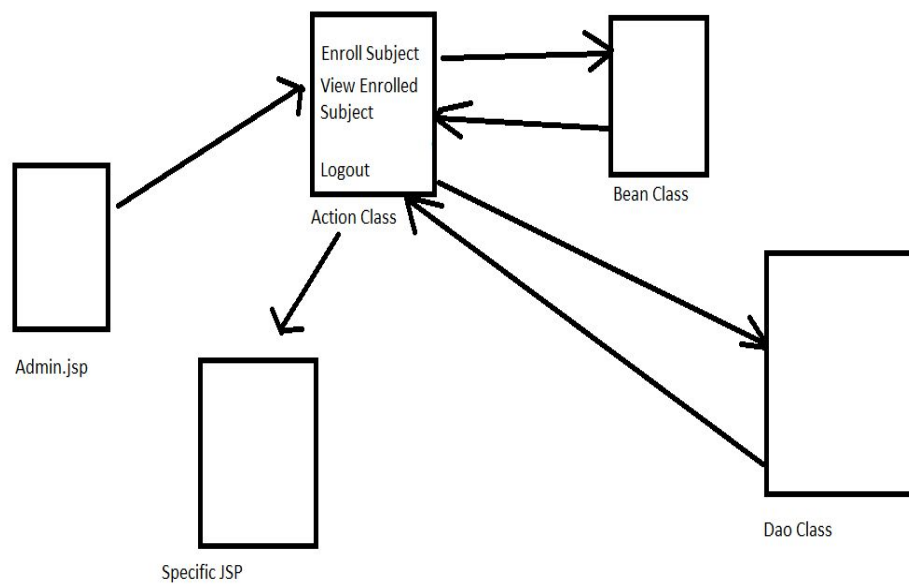 Enroll Subject
View Enrolled
Subject
Logout
Action Class
Bean Class
Admin.jsp
Specific JSP
Dao Class